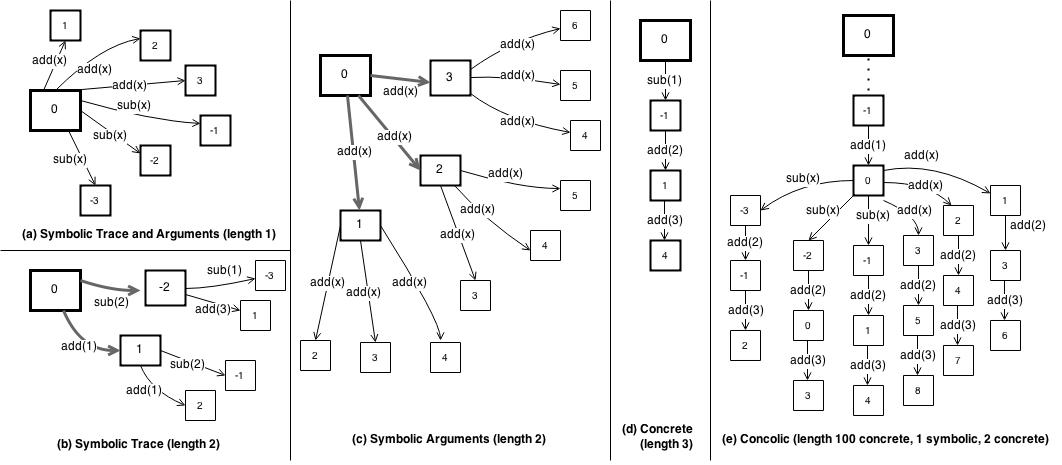 1
add(x)
2
add(x)
3
add(x)
0
sub(x)
-1
sub(x)
-2
sub(x)
-3
(a) Symbolic Trace and Arguments (length 1)
0
sub(2)
-2
sub(1)
-3
add(3)
1
add(1)
1
sub(2)
-1
add(1)
2
(b) Symbolic Trace (length 2)
0
add(x)
3
add(x)
6
add(x)
5
add(x)
4
add(x)
2
add(x)
5
add(x)
4
add(x)
3
add(x)
1
add(x)
2
add(x)
3
add(x)
4
(c) Symbolic Arguments (length 2)
0
sub(1)
-1
add(2)
1
add(3)
4
(d) Concrete
(length 3)
0
-1
add(1)
0
sub(x)
-3
add(2)
-1
add(3)
2
sub(x)
-2
add(2)
0
add(3)
3
sub(x)
-1
add(2)
1
add(3)
4
add(x)
3
add(2)
5
add(3)
8
add(x)
2
add(2)
4
add(3)
7
add(x)
1
add(2)
3
add(3)
6
(e) Concolic (length 100 concrete, 1 symbolic, 2 concrete)